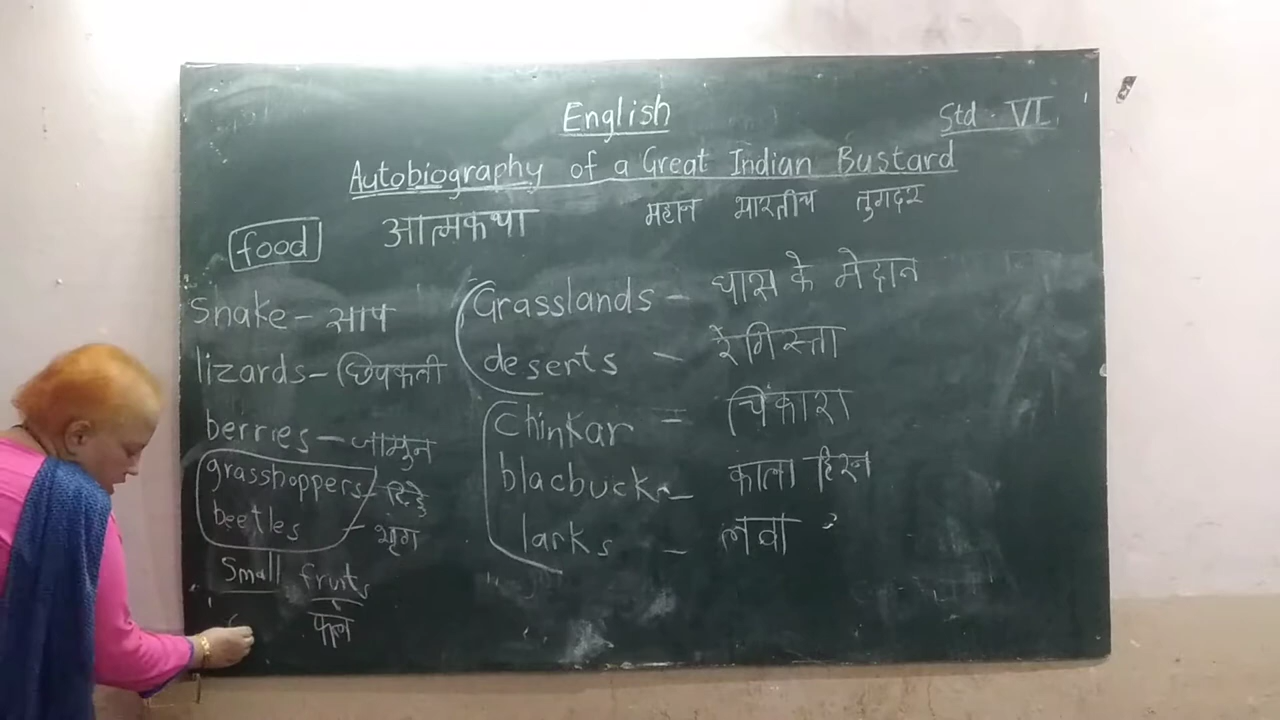 English
Std. VI.
Autobiography of a Great Indian Bustard
आत्मकथा महान भारतीय तुगदर
food
Snake - साप
lizards - छिपकली
berries - जामुन
grasshoppers - टिड्डे
beetles - भृंग
Small fruits
फल
Grasslands - घास के मेदान
deserts - रेगिस्ता
Chinkar - चिंकारा
blacbuck - काला हिरन
larks - लवा